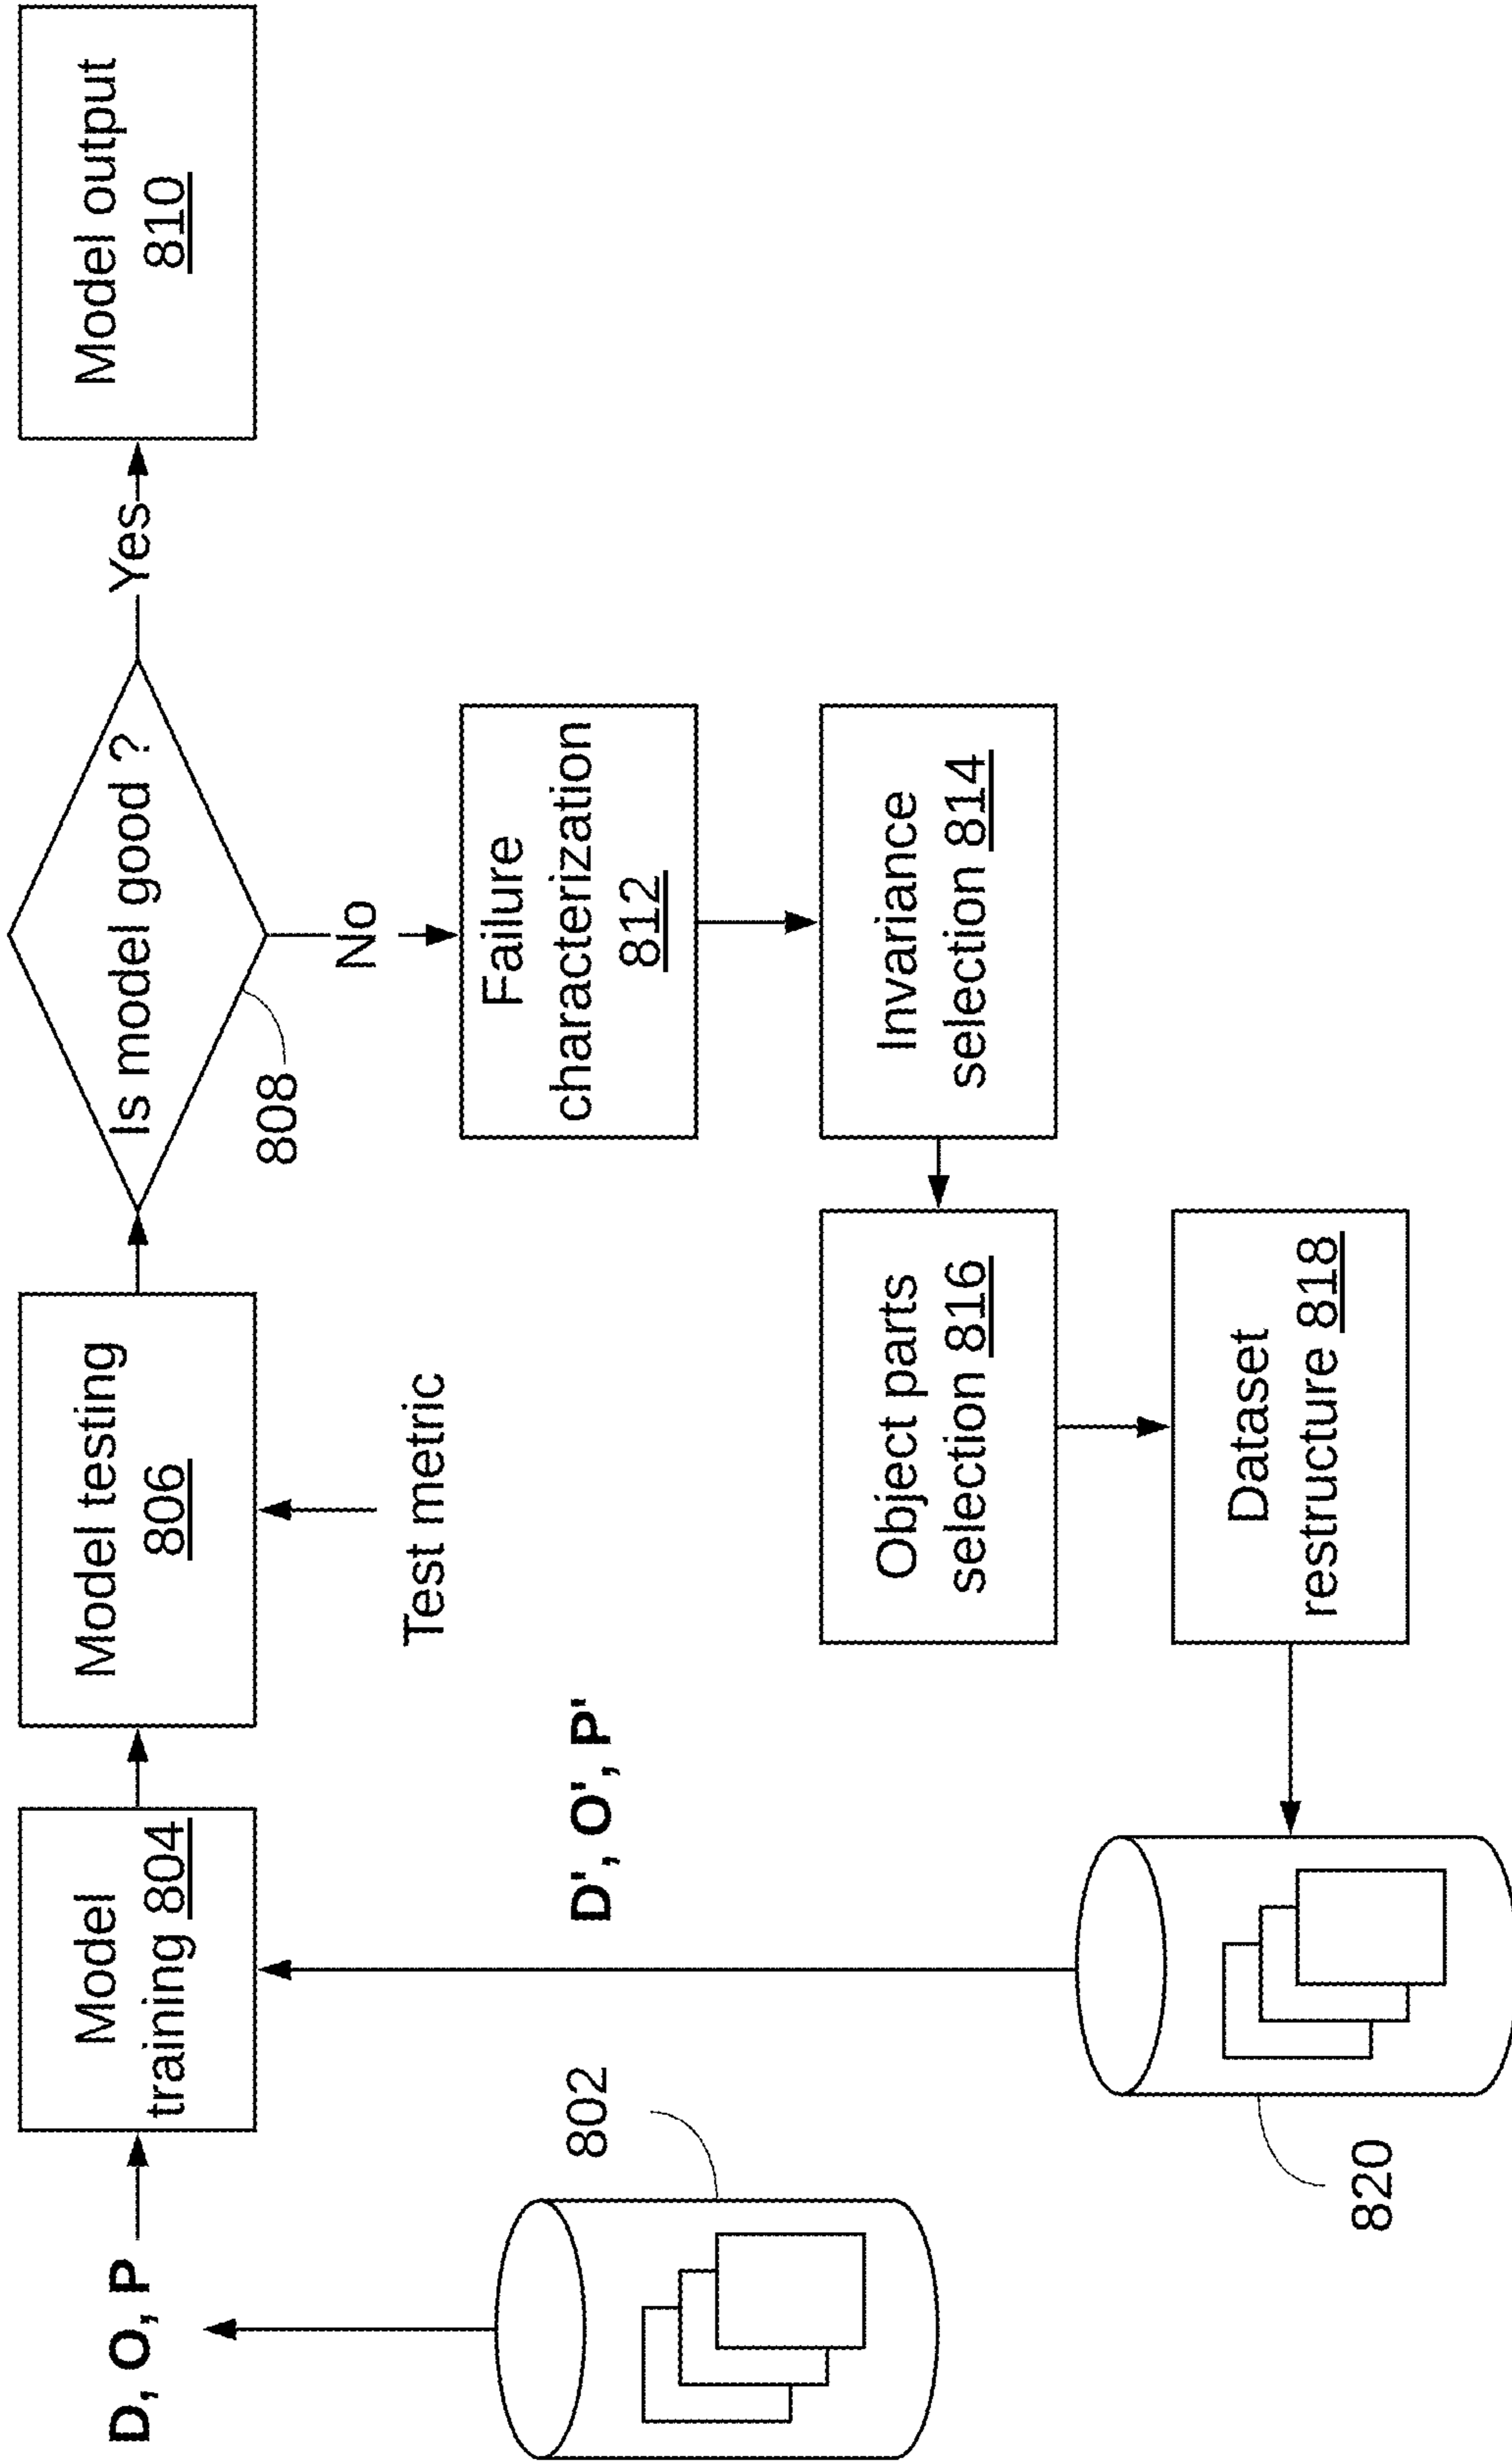 D, O, P
Model
training 804
Model testing
806
Is model good ?
Yes
Model output
810
808
No
Test metric
Failure
characterization
812
D', O', P'
802
Invariance
selection 814
Object parts
selection 816
Dataset
restructure 818
820